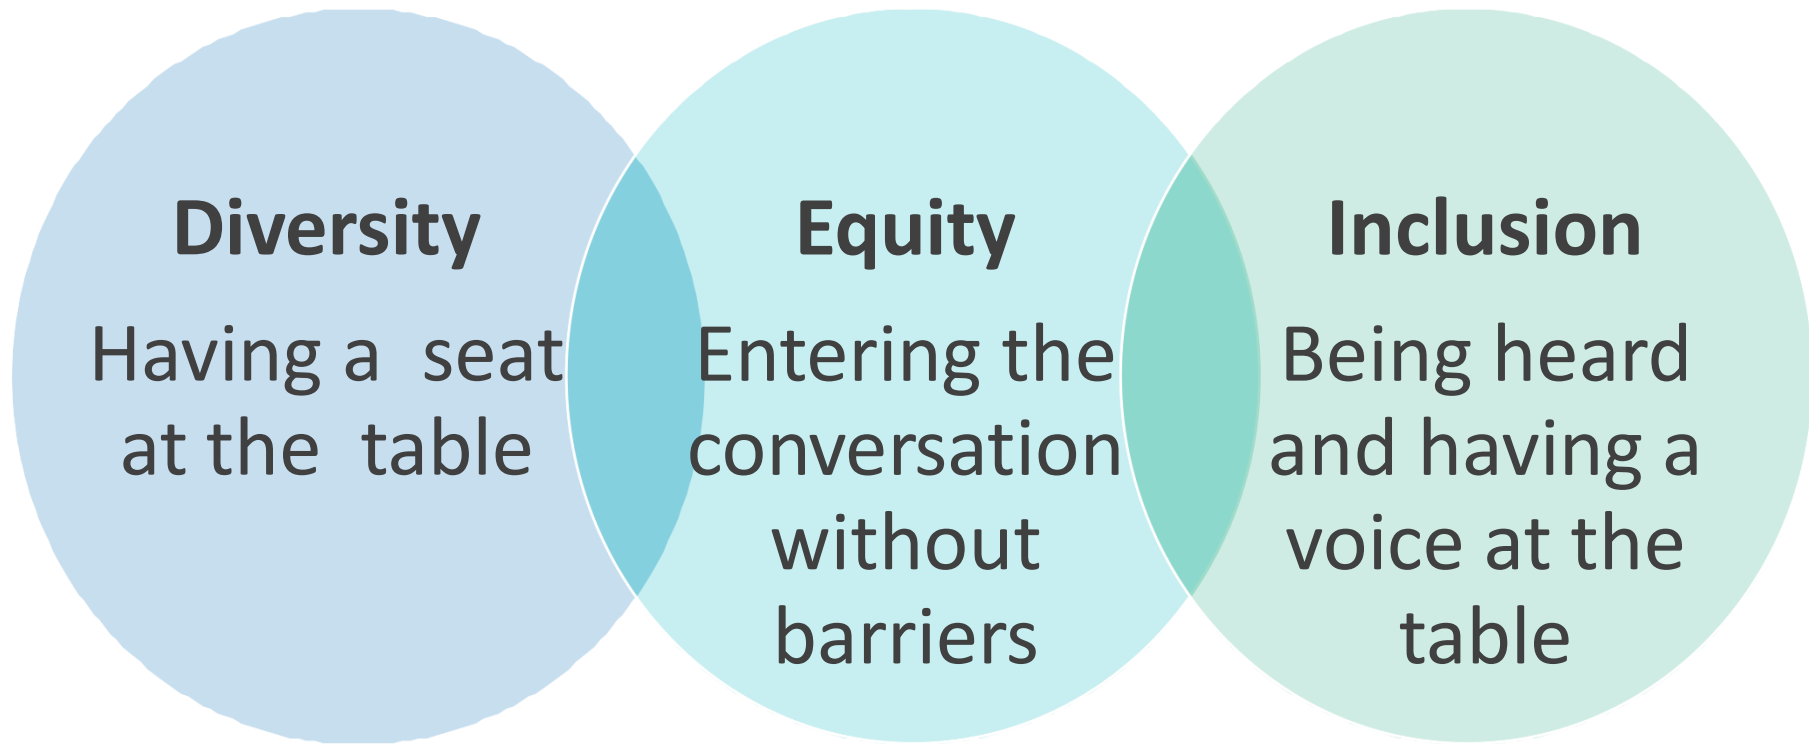 Diversity
Having a seat
at the table
Equity
Entering the
conversation
without
barriers
Inclusion
Being heard
and having a
voice at the
table